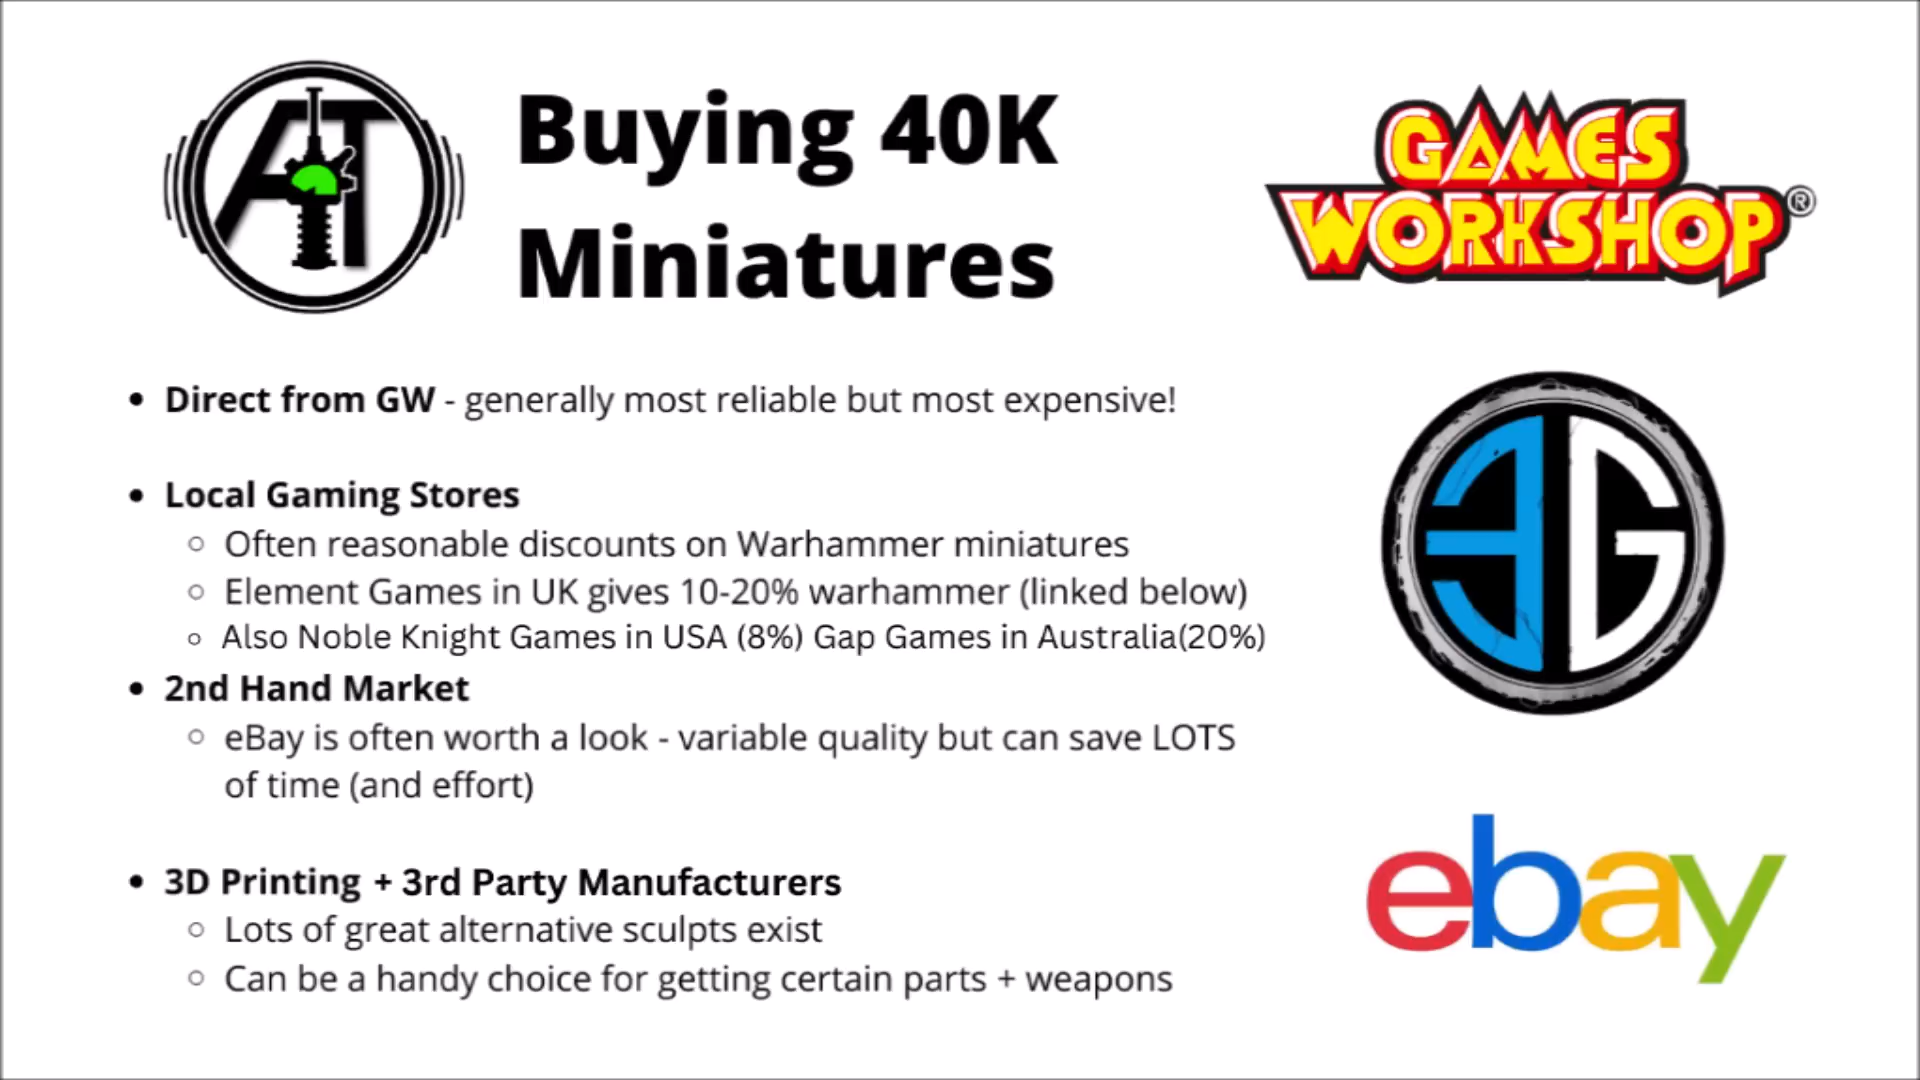 AT
Buying 40K
Miniatures
GAMES
WORKSHOP®
• Direct from GW - generally most reliable but most expensive!
• Local Gaming Stores
○ Often reasonable discounts on Warhammer miniatures
○ Element Games in UK gives 10-20% warhammer (linked below)
○ Also Noble Knight Games in USA (8%) Gap Games in Australia(20%)
• 2nd Hand Market
○ eBay is often worth a look - variable quality but can save LOTS
of time (and effort)
• 3D Printing + 3rd Party Manufacturers
○ Lots of great alternative sculpts exist
○ Can be a handy choice for getting certain parts + weapons
EG
ebay